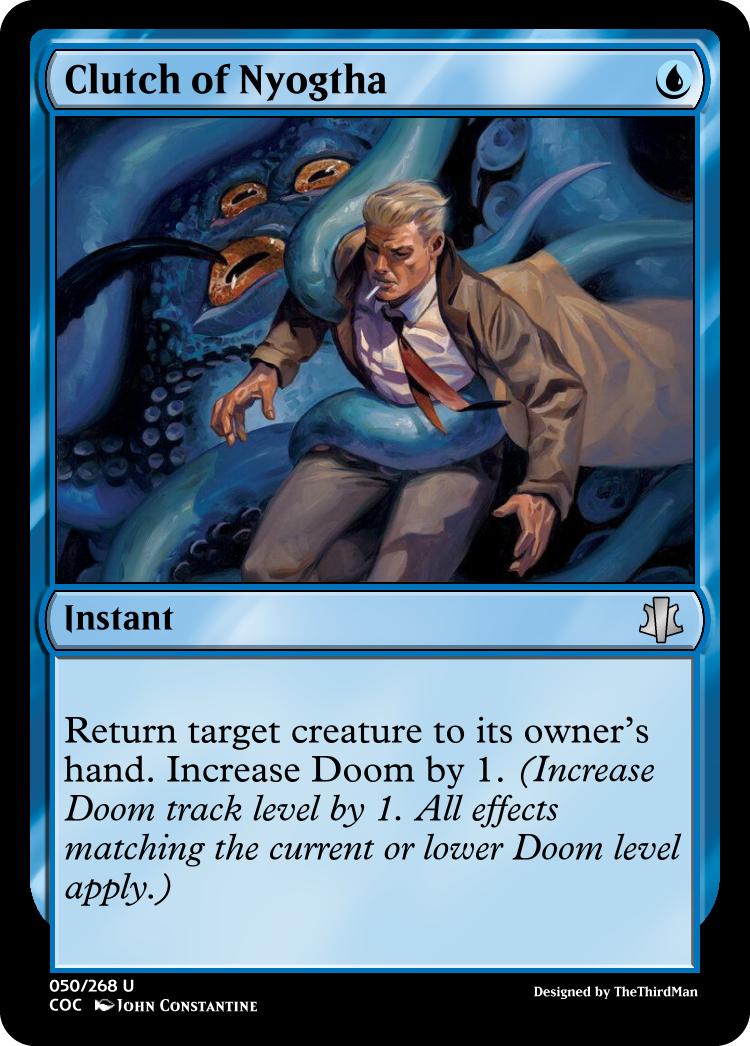 Clutch of Nyogtha
Instant
Return target creature to its owner's
hand. Increase Doom by 1. (Increase
Doom track level by 1. All effects
matching the current or lower Doom level
apply.)
050/268 U
COC John Constantine
Designed by TheThirdMan